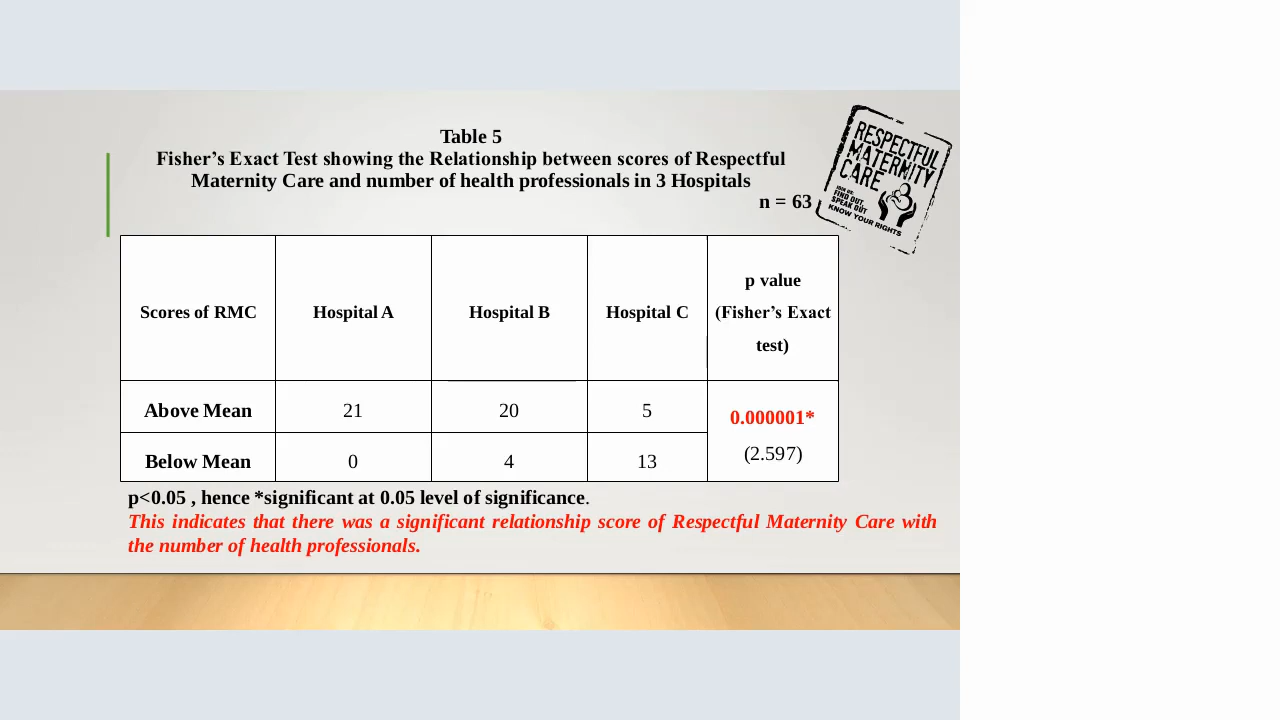 Table 5
Fisher’s Exact Test showing the Relationship between scores of Respectful
Maternity Care and number of health professionals in 3 Hospitals
n = 63
RESPECTFUL
MATERNITY
CARE
JOIN US:
FIND OUT
SPEAK OUT
KNOW YOUR RIGHTS
Scores of RMC Hospital A Hospital B Hospital C p value
(Fisher’s Exact
test)
Above Mean 21 20 5 0.000001*
(2.597)
Below Mean 0 4 13
p<0.05 , hence *significant at 0.05 level of significance.
This indicates that there was a significant relationship score of Respectful Maternity Care with
the number of health professionals.